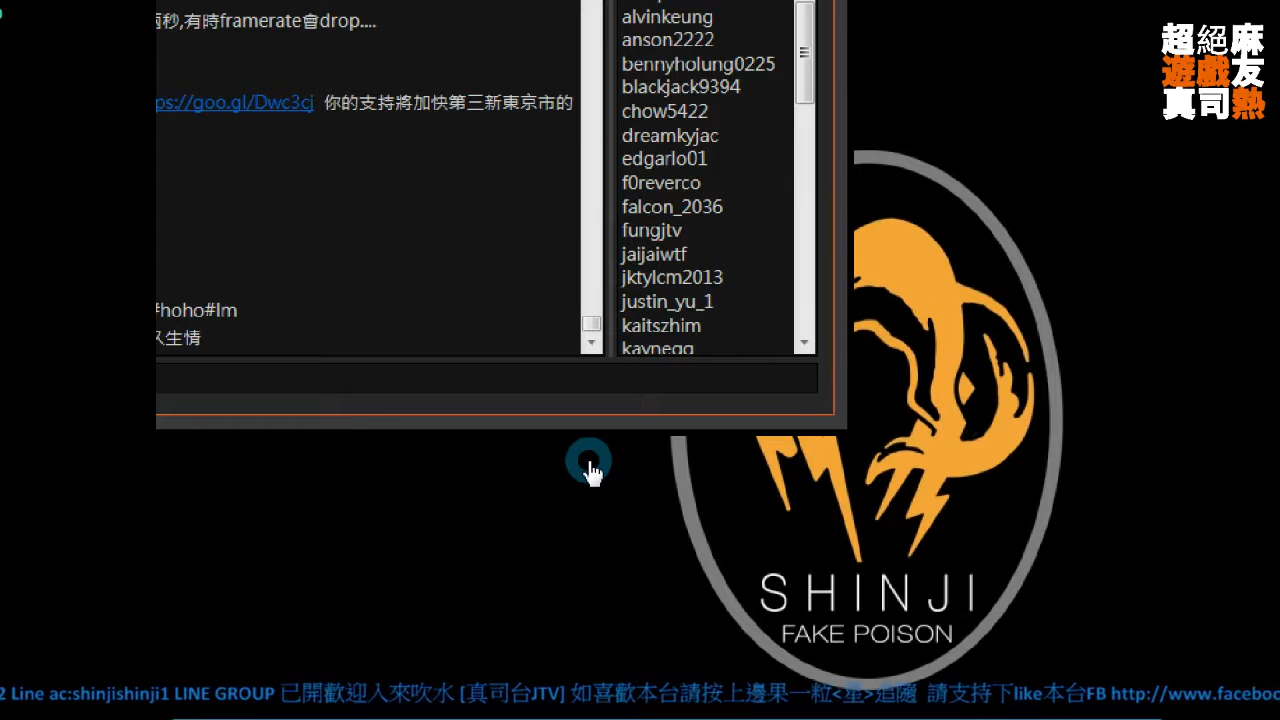 秒,有時framerate會drop....
ps://goo.gl/Dwc3cj 你的支持將加快第三新東京市的
#hoho#lm
久生情
alvinkeung
anson2222
bennyholung0225
blackjack9394
chow5422
dreamkyjac
edgarlo01
f0reverco
falcon_2036
fungjtv
jaijaiwtf
jktylcm2013
justin_yu_1
kaitszhim
kaynegg
超絕麻
遊戲友
真司熱
SHINJI
FAKE POISON
2 Line ac:shinjishinji1 LINE GROUP 已開歡迎入來吹水 [真司台JTV] 如喜歡本台請按上邊果一粒<星>追隨 請支持下like本台FB http://www.facebo